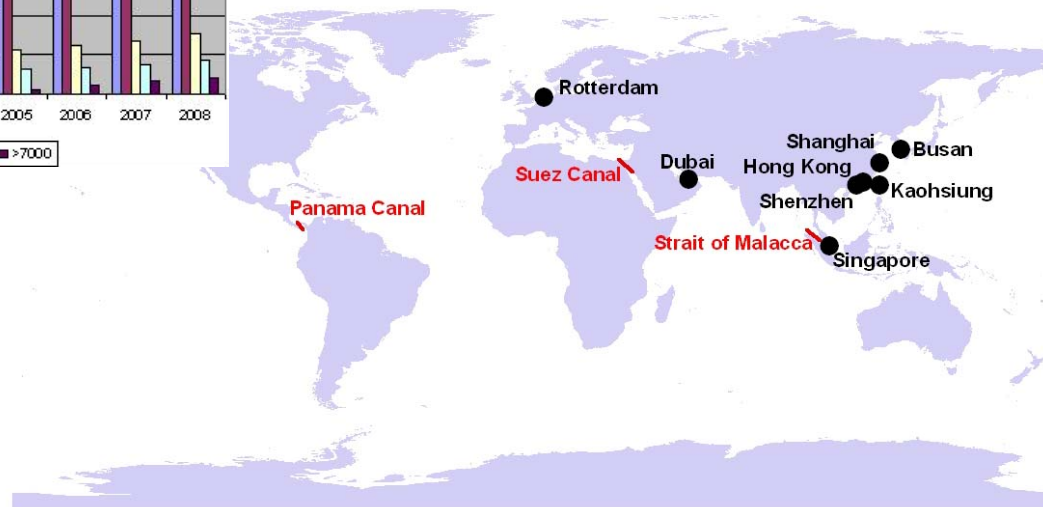 2005 2006 2007 2008
>7000
Rotterdam
Shanghai
Busan
Dubai
Hong Kong
Suez Canal
Kaohsiung
Shenzhen
Panama Canal
Strait of Malacca
Singapore